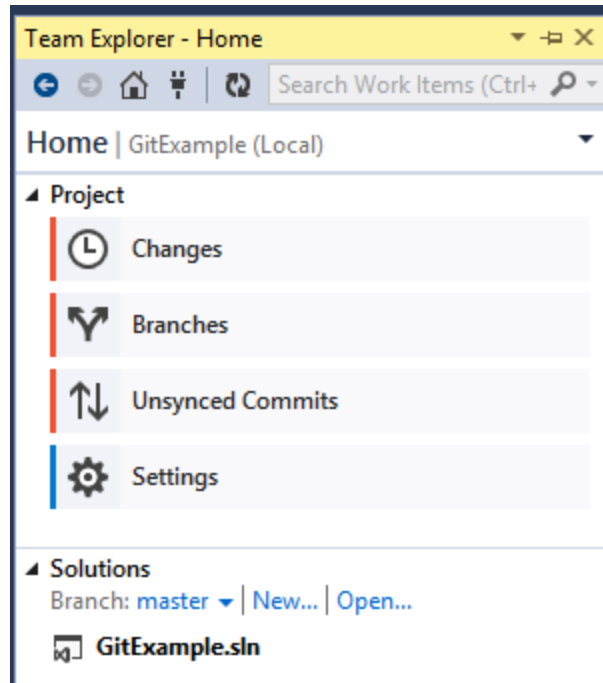 Team Explorer - Home
Search Work Items (Ctrl+
Home | GitExample (Local)
Project
Changes
Branches
Unsynced Commits
Settings
Solutions
Branch: master | New... | Open...
GitExample.sln